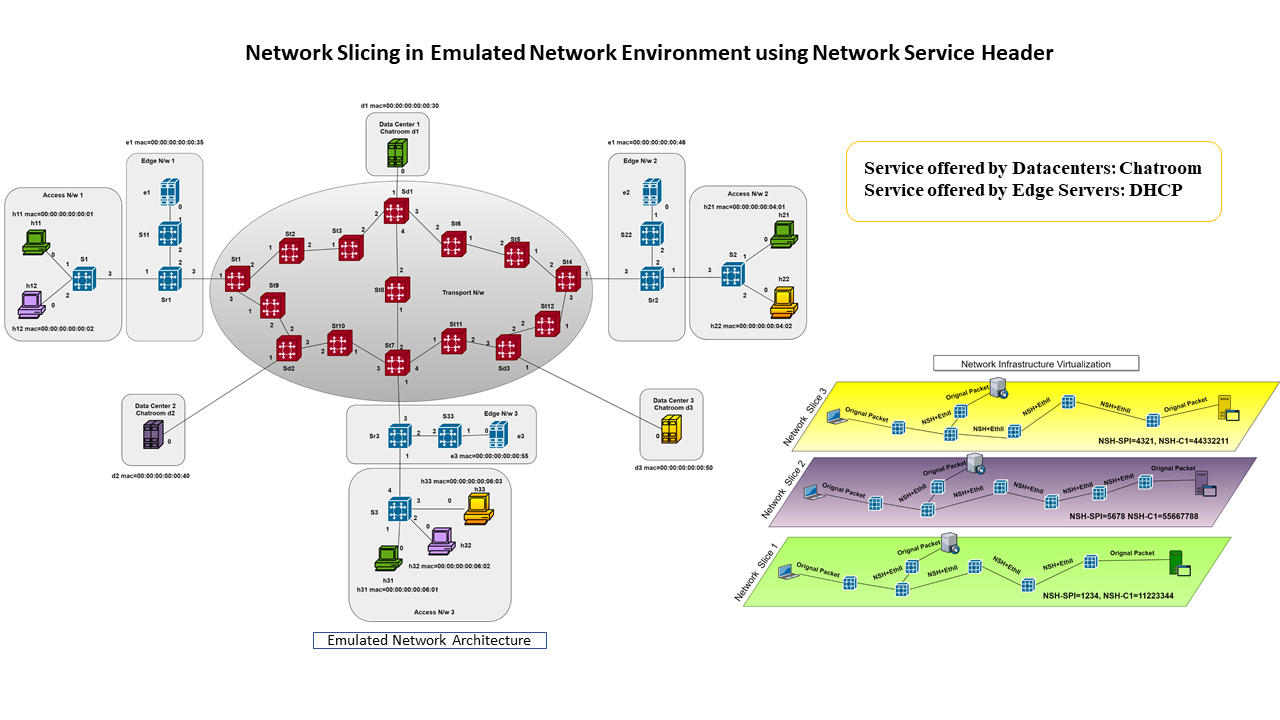 Network Slicing in Emulated Network Environment using Network Service Header
d1 mac=00:00:00:00:00:30
Data Center 1
Chatroom d1
0
Service offered by Datacenters: Chatroom
Service offered by Edge Servers: DHCP
Access N/w 1
h11 mac=00:00:00:00:00:01
h11
0
1
S1
3
h12
2
0
h12 mac=00:00:00:00:00:02
e1 mac=00:00:00:00:00:35
Edge N/w 1
e1
0
1
S11
2
2
1
3
Sr1
1
Sd1
2
3
4
St2
2
1
St3
2
1
St6
2
1
St5
2
1
St1
1
2
3
St4
1
2
1
3
St9
1
2
2
St8
2
1
Transport N/w
St12
2
1
St10
3
2
1
Sd2
1
St7
2
3
4
1
St11
1
2
Sd3
2
3
1
e1 mac=00:00:00:00:00:46
Edge N/w 2
e2
0
1
S22
2
2
3
1
Sr2
Access N/w 2
h21 mac=00:00:00:00:04:01
h21
0
1
S2
3
2
h22
0
h22 mac=00:00:00:00:04:02
Data Center 2
Chatroom d2
0
d2 mac=00:00:00:00:00:40
Data Center 3
Chatroom d3
0
d3 mac=00:00:00:00:00:50
Edge N/w 3
3
Sr3
2
2
S33
1
0
e3
1
e3 mac=00:00:00:00:00:55
h33 mac=00:00:00:00:06:03
h33
4
3
0
S3
2
1
0
h32
0
h32 mac=00:00:00:00:06:02
h31
h31 mac=00:00:00:00:06:01
Access N/w 3
Emulated Network Architecture
Network Infrastructure Virtualization
Network Slice 3
Orignal Packet
NSH+EthII
Orignal Packet
NSH+EthII
NSH+EthII
NSH+EthII
Orignal Packet
NSH-SPI=4321, NSH-C1=44332211
Network Slice 2
Orignal Packet
NSH+EthII
Orignal Packet
NSH+EthII
NSH+EthII
NSH+EthII
NSH+EthII
Orignal Packet
NSH-SPI=5678 NSH-C1=55667788
Network Slice 1
Orignal Packet
NSH+EthII
Orignal Packet
NSH+EthII
NSH+EthII
NSH+EthII
Orignal Packet
NSH-SPI=1234, NSH-C1=11223344